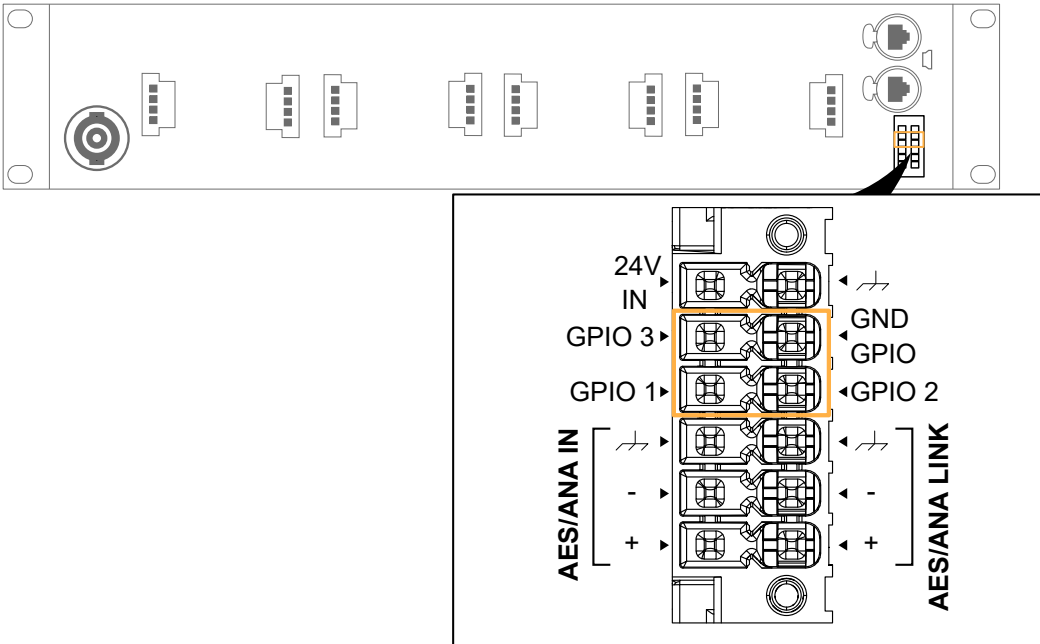 24V
IN
GPIO 3
GND
GPIO
GPIO 1
GPIO 2
AES/ANA IN
-
+
AES/ANA LINK
-
+